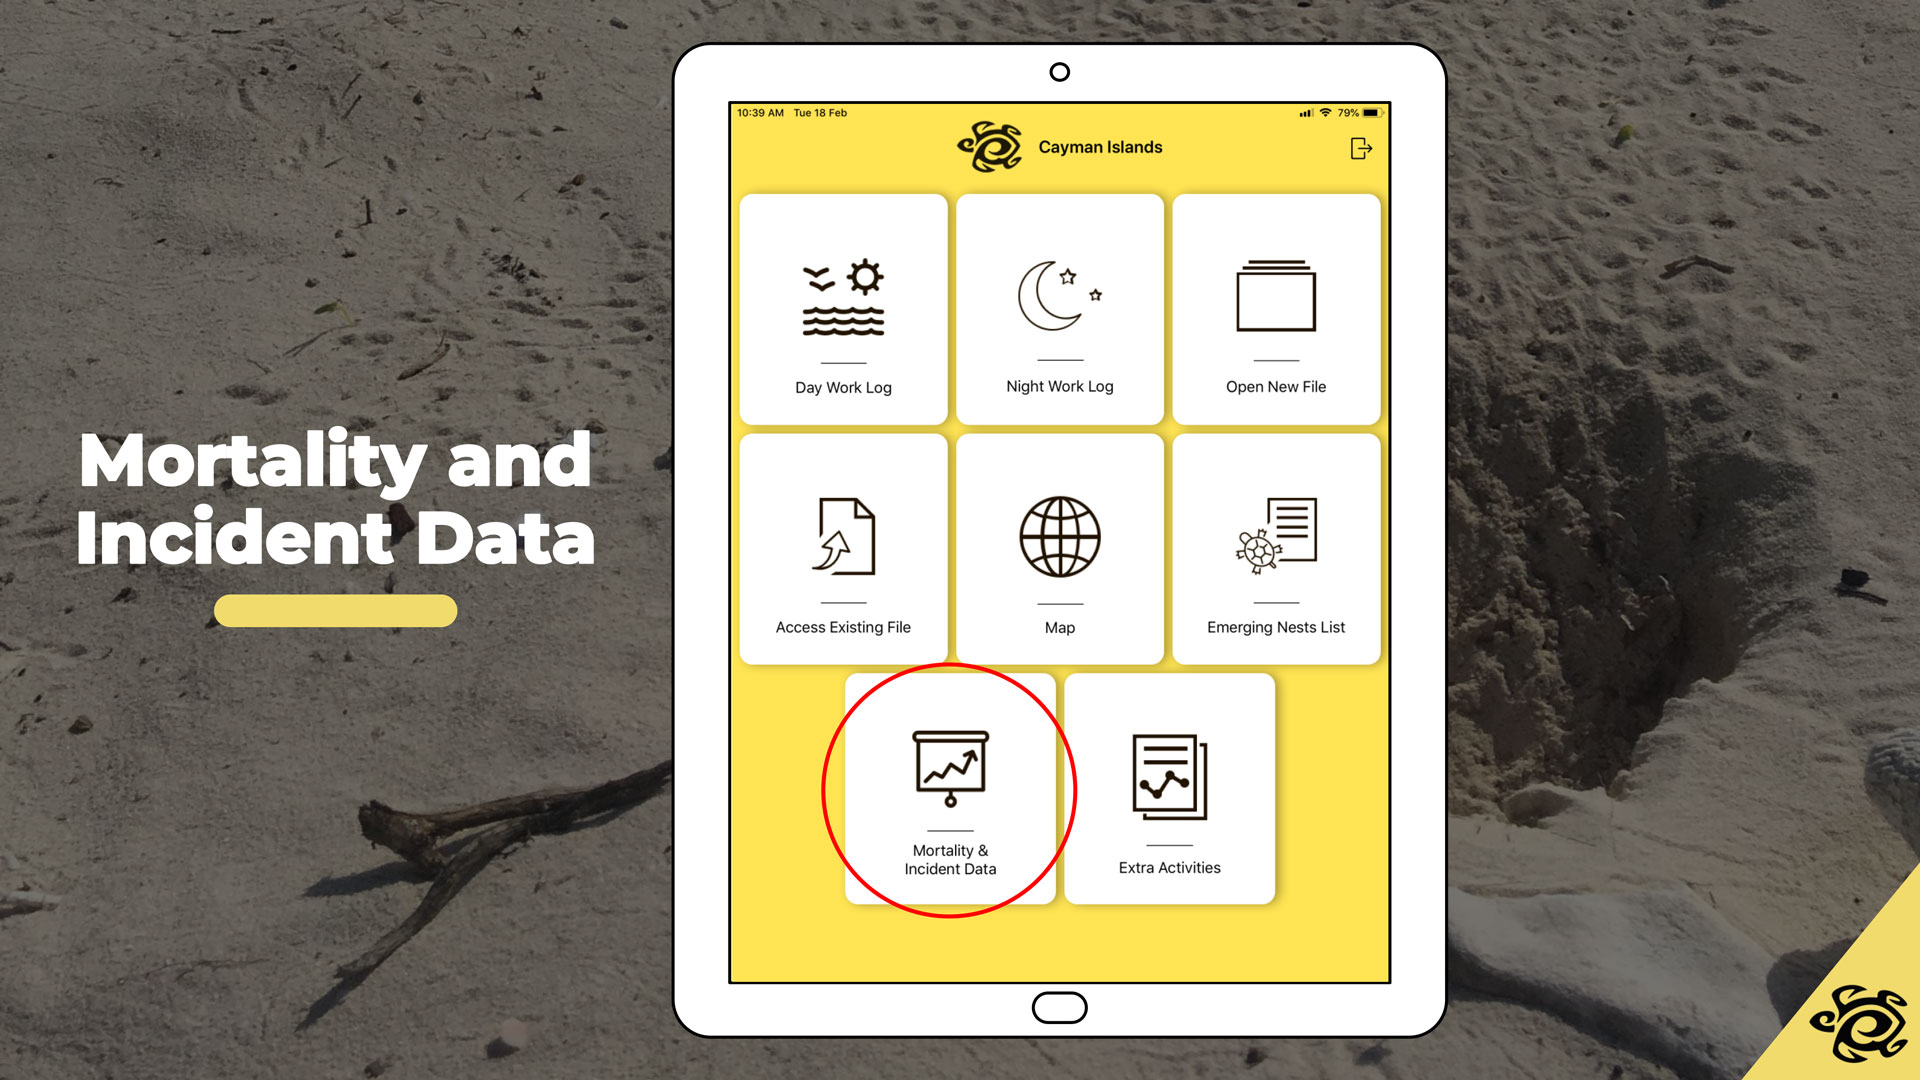 Mortality and
Incident Data
10:39 AM Tue 18 Feb
79%
Cayman Islands
Day Work Log
Night Work Log
Open New File
Access Existing File
Map
Emerging Nests List
Mortality &
Incident Data
Extra Activities